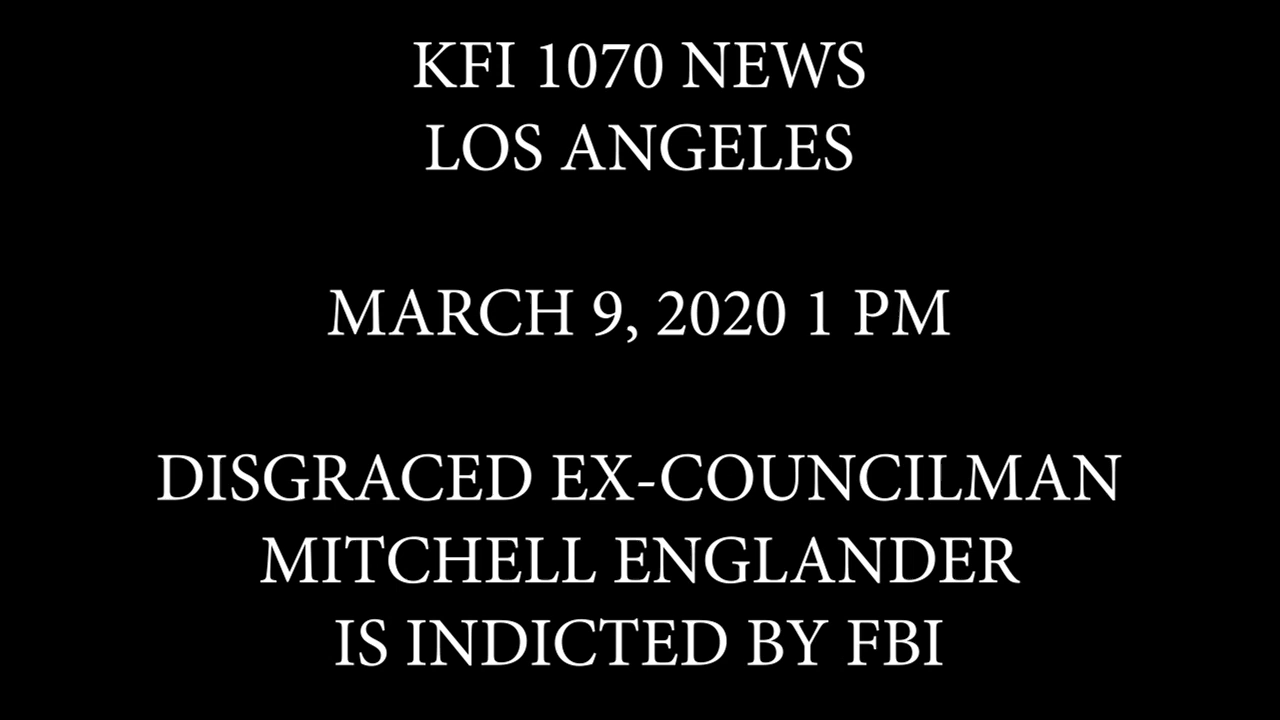 KFI 1070 NEWS
LOS ANGELES
MARCH 9, 2020 1 PM
DISGRACED EX-COUNCILMAN
MITCHELL ENGLANDER
IS INDICTED BY FBI